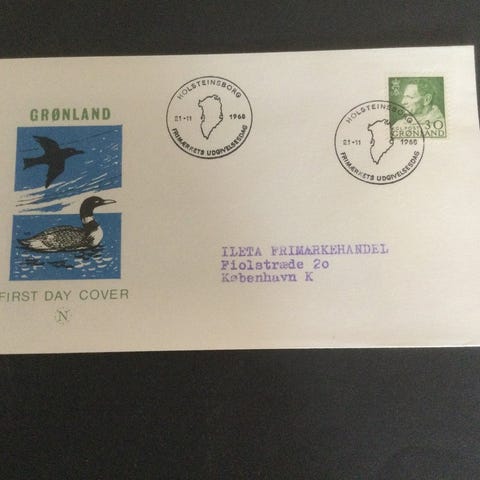 GRØNLAND
FIRST DAY COVER
N
HOLSTEINSBORG
21-11 1968
FRIMÆRKETS UDGIVELSESDAG
HOLSTEINSBORG
21-11 1968
FRIMÆRKETS UDGIVELSESDAG
30
GRØNLAND
ILETA FRIMÆRKEHANDEL
Fiolstræde 20
København K